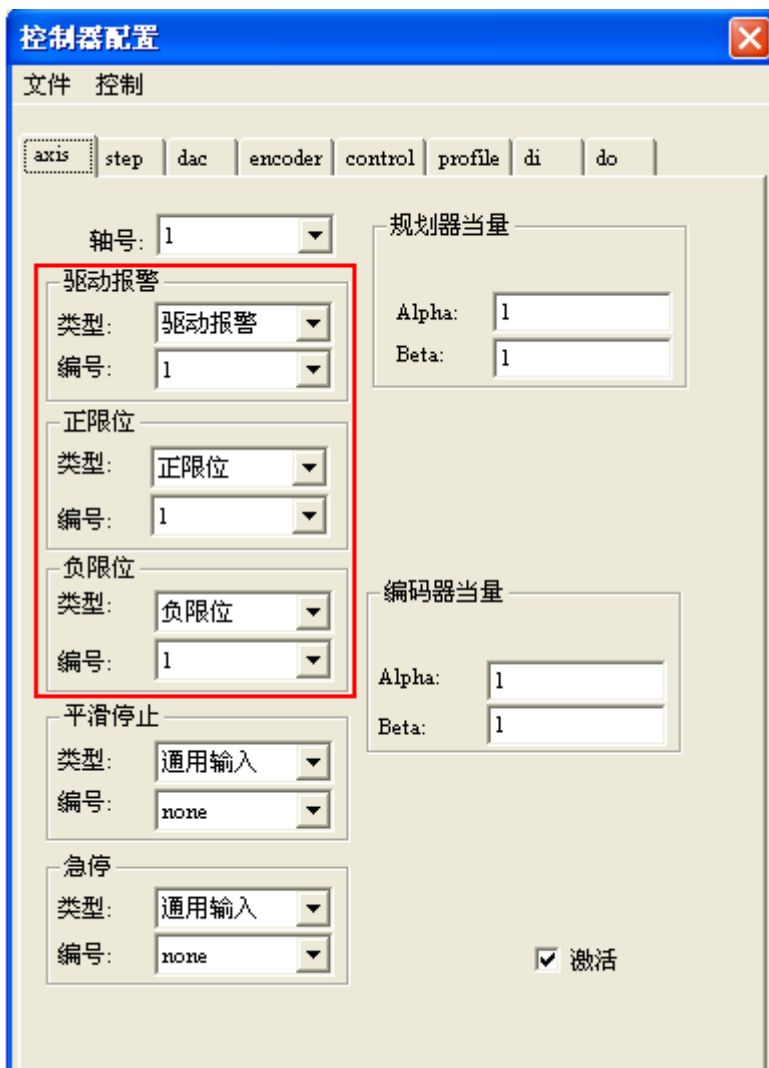 控制器配置
文件 控制
axis step dac encoder control profile di do
轴号: 1
驱动报警
类型: 驱动报警
编号: 1
正限位
类型: 正限位
编号: 1
负限位
类型: 负限位
编号: 1
平滑停止
类型: 通用输入
编号: none
急停
类型: 通用输入
编号: none
规划器当量
Alpha: 1
Beta: 1
编码器当量
Alpha: 1
Beta: 1
激活